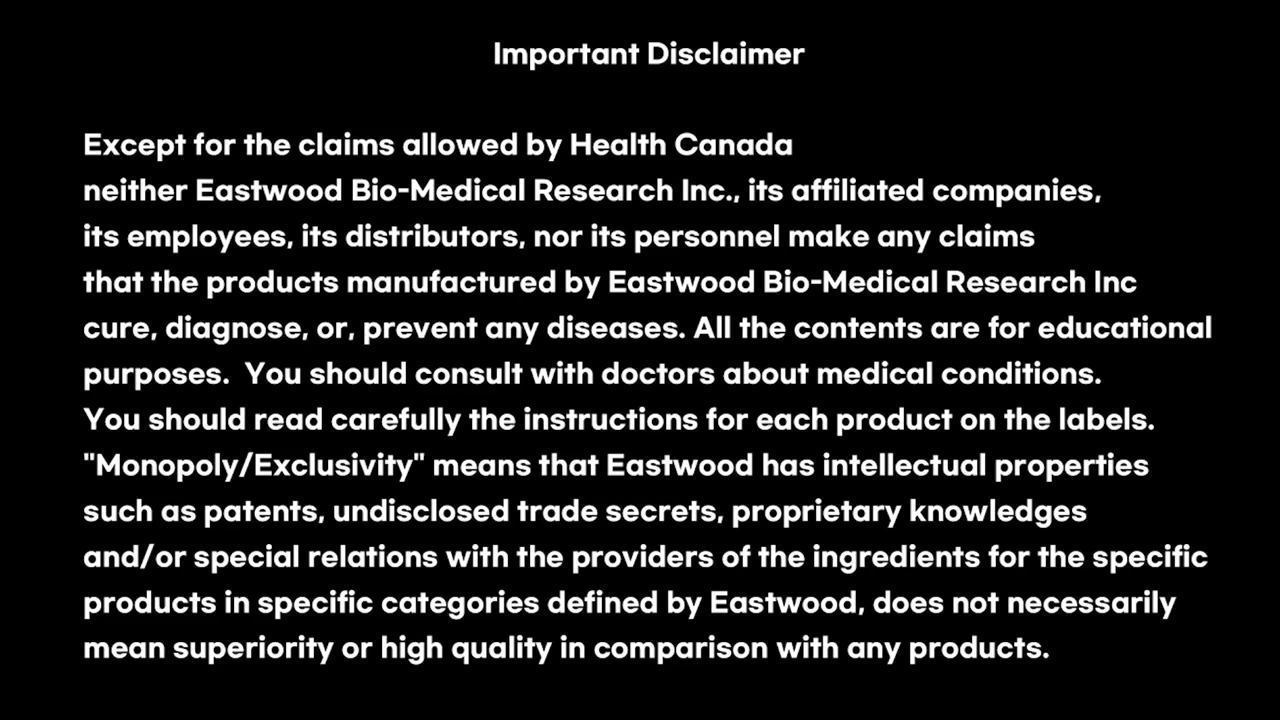 Important Disclaimer
Except for the claims allowed by Health Canada
neither Eastwood Bio-Medical Research Inc., its affiliated companies,
its employees, its distributors, nor its personnel make any claims
that the products manufactured by Eastwood Bio-Medical Research Inc
cure, diagnose, or, prevent any diseases. All the contents are for educational
purposes.  You should consult with doctors about medical conditions.
You should read carefully the instructions for each product on the labels.
"Monopoly/Exclusivity" means that Eastwood has intellectual properties
such as patents, undisclosed trade secrets, proprietary knowledges
and/or special relations with the providers of the ingredients for the specific
products in specific categories defined by Eastwood, does not necessarily
mean superiority or high quality in comparison with any products.